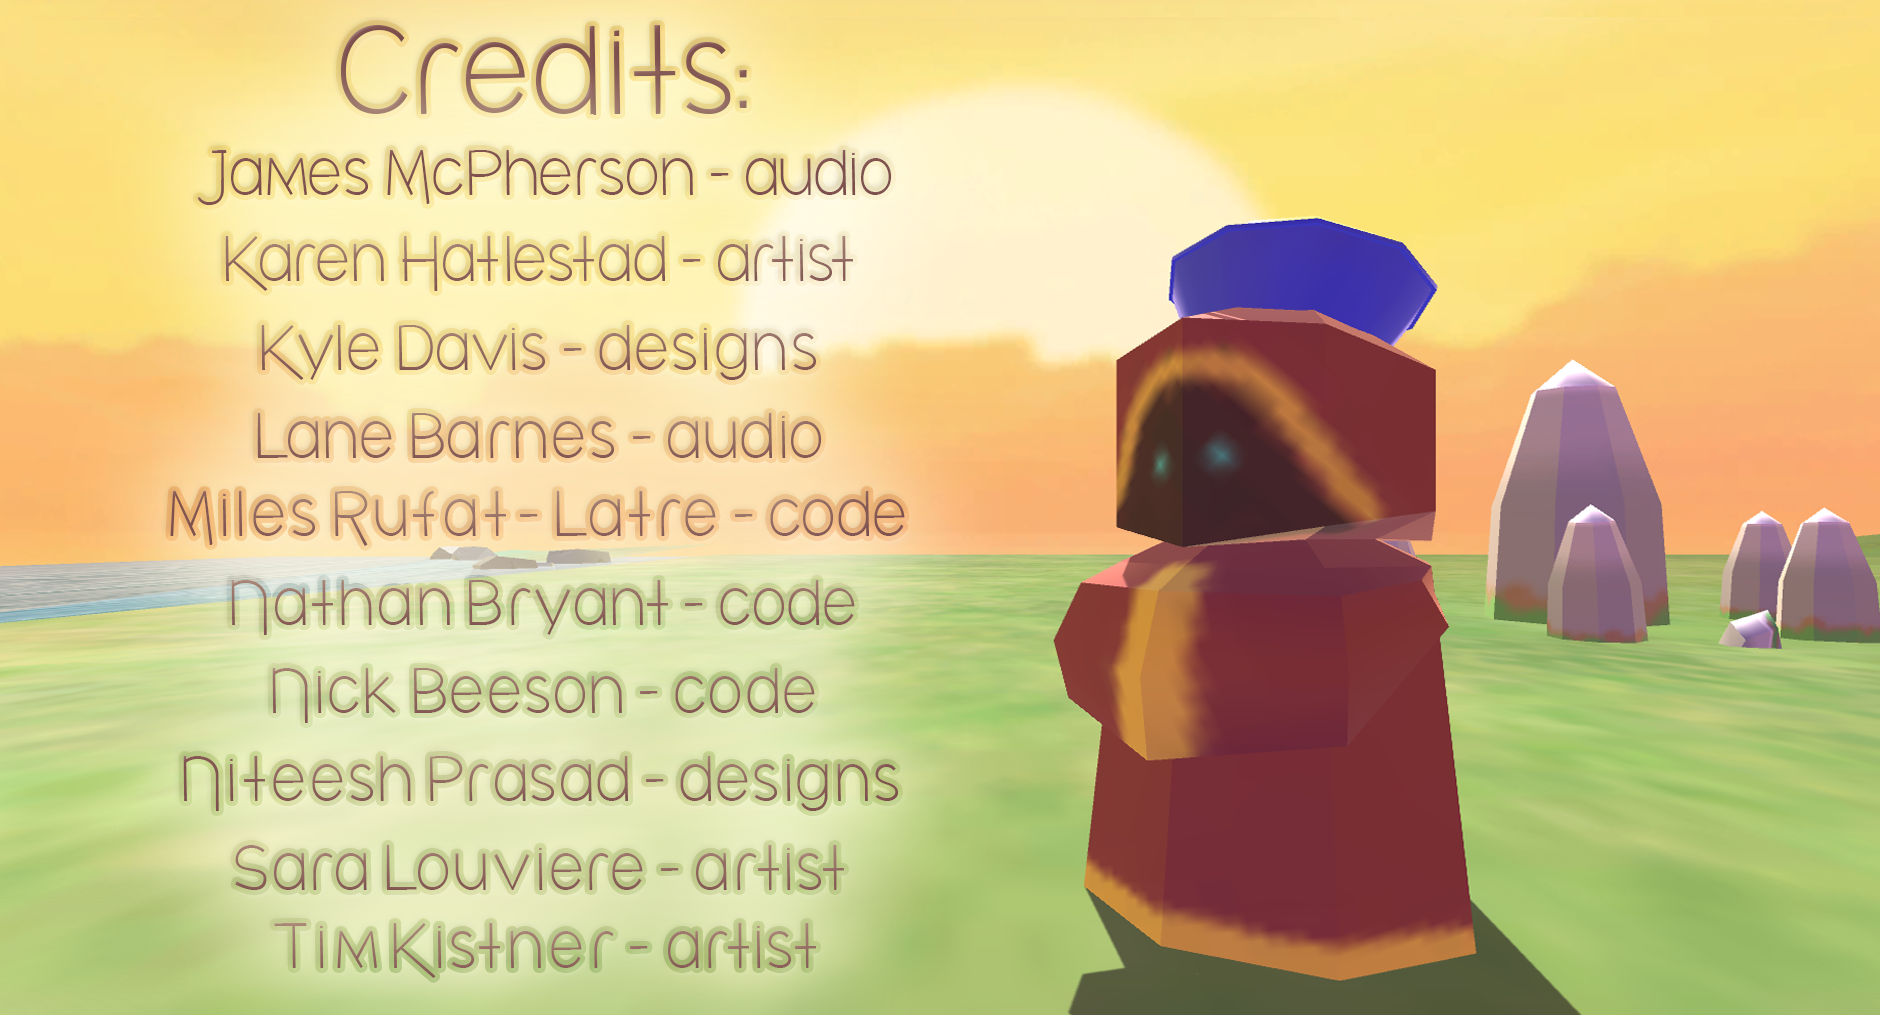 Credits:
James McPherson - audio
Karen Hatlestad - artist
Kyle Davis - designs
Lane Barnes - audio
Miles Rufat - Latre - code
Nathan Bryant - code
Nick Beeson - code
Niteesh Prasad - designs
Sara Louviere - artist
Tim Kistner - artist